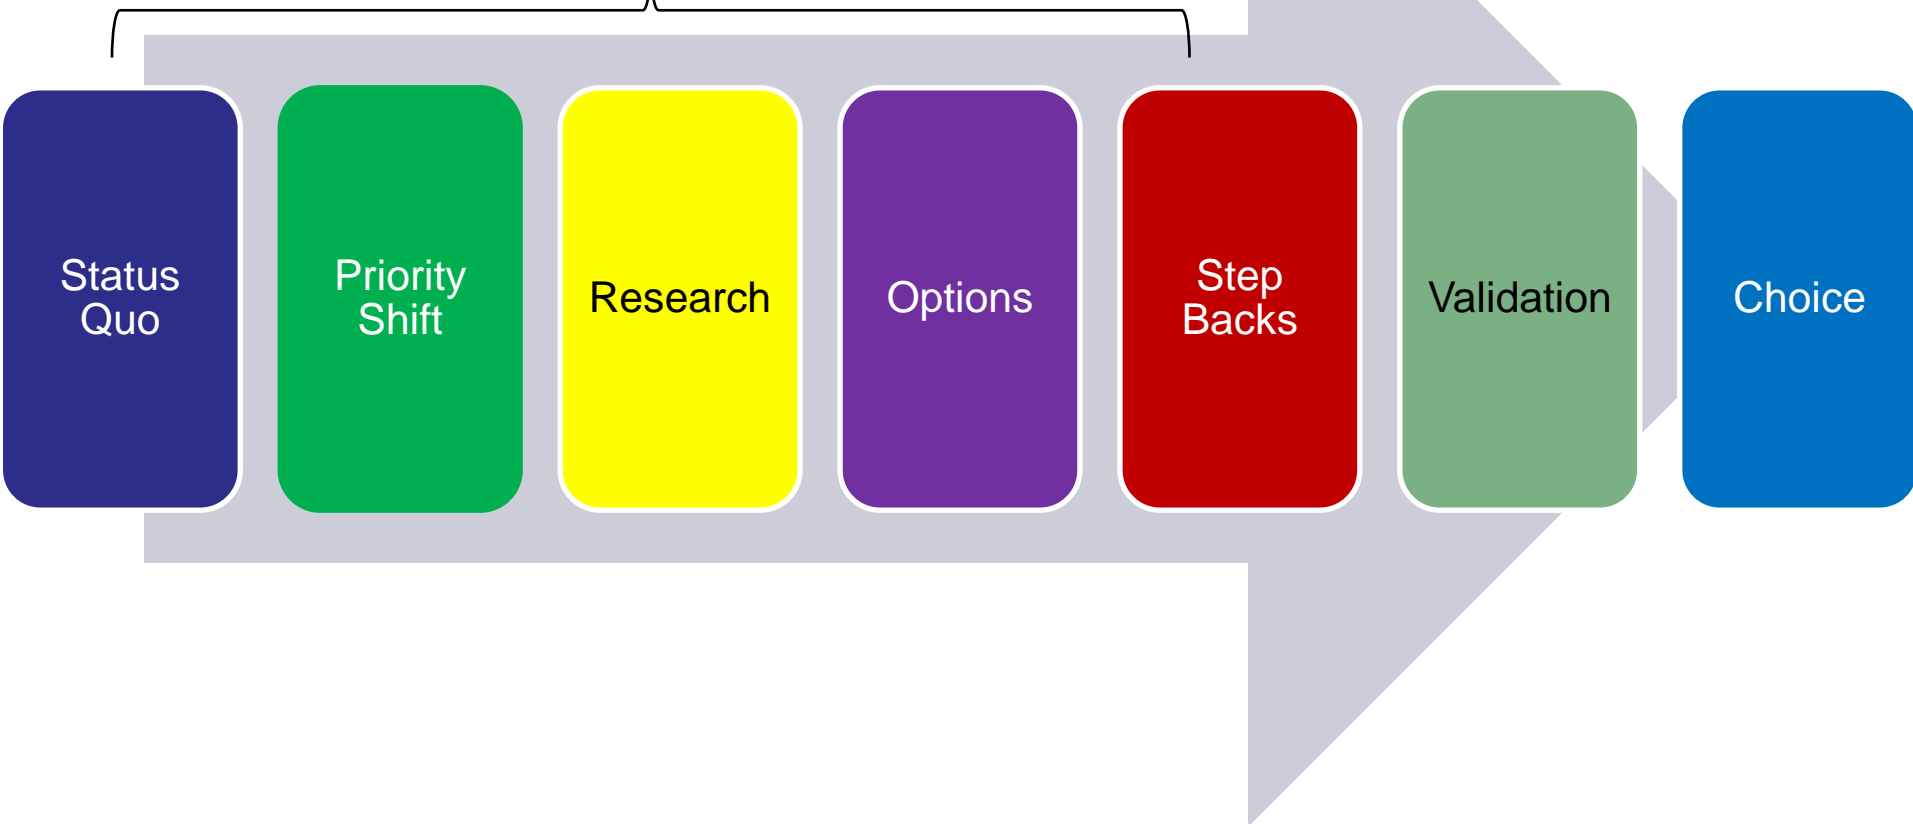 Status
Quo
Priority
Shift
Research
Options
Step
Backs
Validation
Choice